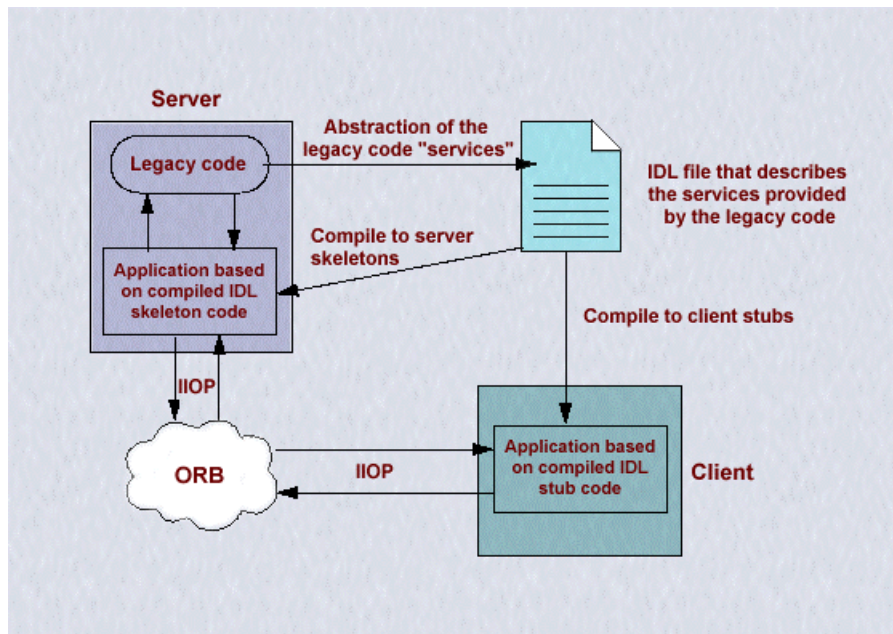 Server
Abstraction of the
legacy code "services"
Legacy code
IDL file that describes
the services provided
by the legacy code
Compile to server
skeletons
Application based
on compiled IDL
skeleton code
Compile to client stubs
IIOP
ORB
IIOP
Application based
on compiled IDL
stub code
Client